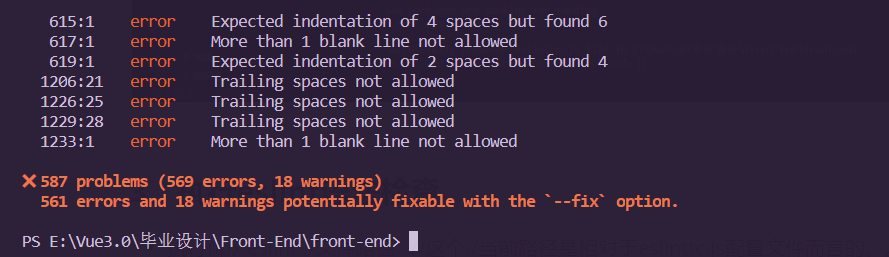 615:1 error Expected indentation of 4 spaces but found 6
617:1 error More than 1 blank line not allowed
619:1 error Expected indentation of 2 spaces but found 4
1206:21 error Trailing spaces not allowed
1226:25 error Trailing spaces not allowed
1229:28 error Trailing spaces not allowed
1233:1 error More than 1 blank line not allowed
❌ 587 problems (569 errors, 18 warnings)
561 errors and 18 warnings potentially fixable with the `--fix` option.
PS E:\Vue3.0\毕业设计\Front-End\front-end>